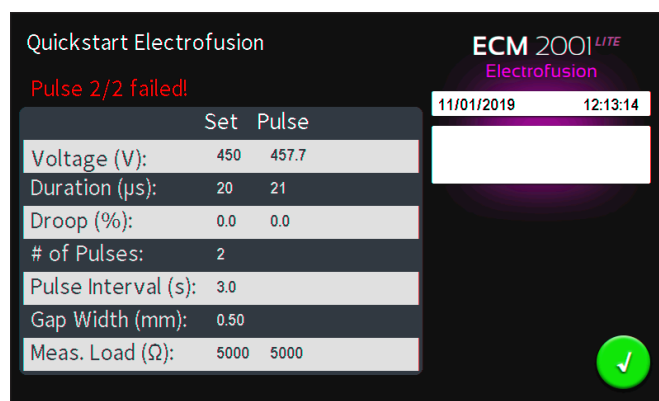 Quickstart Electrofusion
ECM 2001 LITE
Electrofusion
Pulse 2/2 failed!
11/01/2019 12:13:14
Set Pulse
Voltage (V): 450 457.7
Duration (µs): 20 21
Droop (%): 0.0 0.0
# of Pulses: 2
Pulse Interval (s): 3.0
Gap Width (mm): 0.50
Meas. Load (Ω): 5000 5000